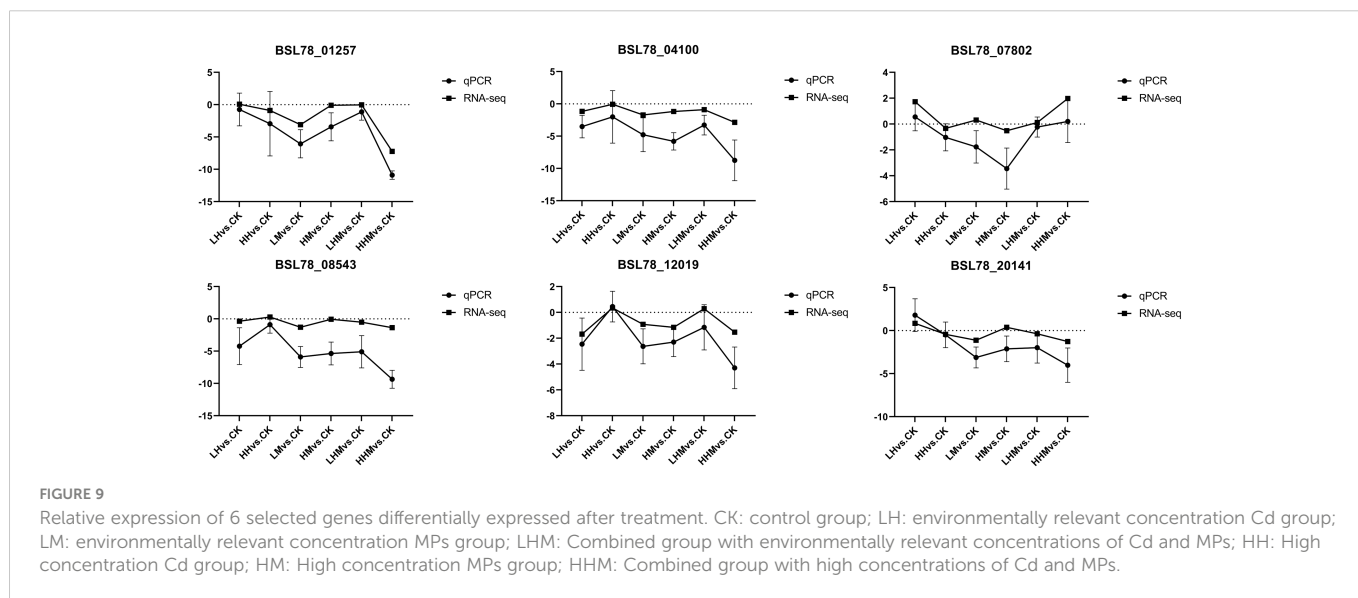 BSL78_01257
5
0
-5
-10
-15
LHvs.CK
HHvs.CK
LMvs.CK
HMvs.CK
LHMvs.CK
HHMvs.CK
qPCR
RNA-seq
BSL78_04100
5
0
-5
-10
-15
LHvs.CK
HHvs.CK
LMvs.CK
HMvs.CK
LHMvs.CK
HHMvs.CK
qPCR
RNA-seq
BSL78_07802
4
2
0
-2
-4
-6
LHvs.CK
HHvs.CK
LMvs.CK
HMvs.CK
LHMvs.CK
HHMvs.CK
qPCR
RNA-seq
BSL78_08543
5
0
-5
-10
-15
LHvs.CK
HHvs.CK
LMvs.CK
HMvs.CK
LHMvs.CK
HHMvs.CK
qPCR
RNA-seq
BSL78_12019
2
0
-2
-4
-6
-8
LHvs.CK
HHvs.CK
LMvs.CK
HMvs.CK
LHMvs.CK
HHMvs.CK
qPCR
RNA-seq
BSL78_20141
5
0
-5
-10
LHvs.CK
HHvs.CK
LMvs.CK
HMvs.CK
LHMvs.CK
HHMvs.CK
qPCR
RNA-seq
FIGURE 9
Relative expression of 6 selected genes differentially expressed after treatment. CK: control group; LH: environmentally relevant concentration Cd group;
LM: environmentally relevant concentration MPs group; LHM: Combined group with environmentally relevant concentrations of Cd and MPs; HH: High
concentration Cd group; HM: High concentration MPs group; HHM: Combined group with high concentrations of Cd and MPs.